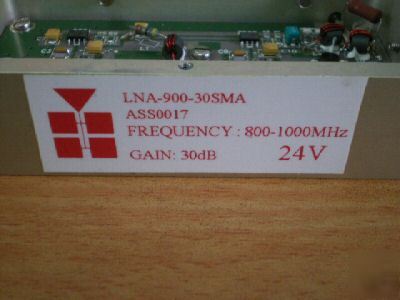 LNA-900-30SMA
ASS0017
FREQUENCY : 800-1000MHz
GAIN: 30dB 24V